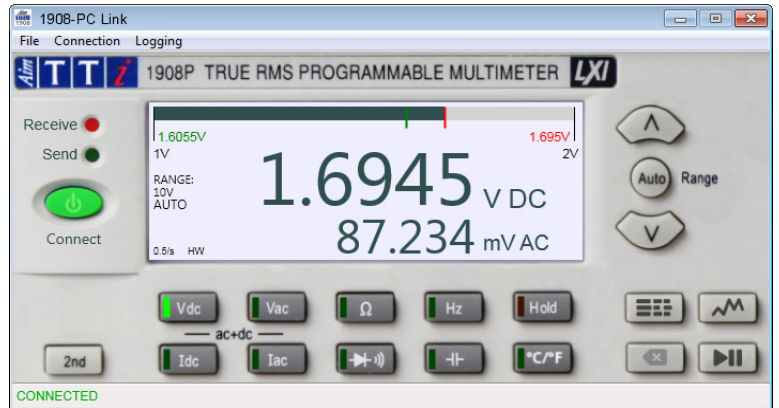 1908-PC Link
File Connection Logging
Aim TTi 1908P TRUE RMS PROGRAMMABLE MULTIMETER LXI
Receive
Send
Connect
1.6055V 1.695V
1V 2V
RANGE:
10V
AUTO
1.6945 V DC
87.234 mV AC
0.5/s HW
Auto Range
Vdc Vac Ω Hz Hold
ac+dc
2nd Idc Iac °C/°F
CONNECTED